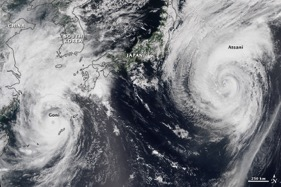 CHINA
SOUTH
KOREA
JAPAN
Atsani
Goni
250 km